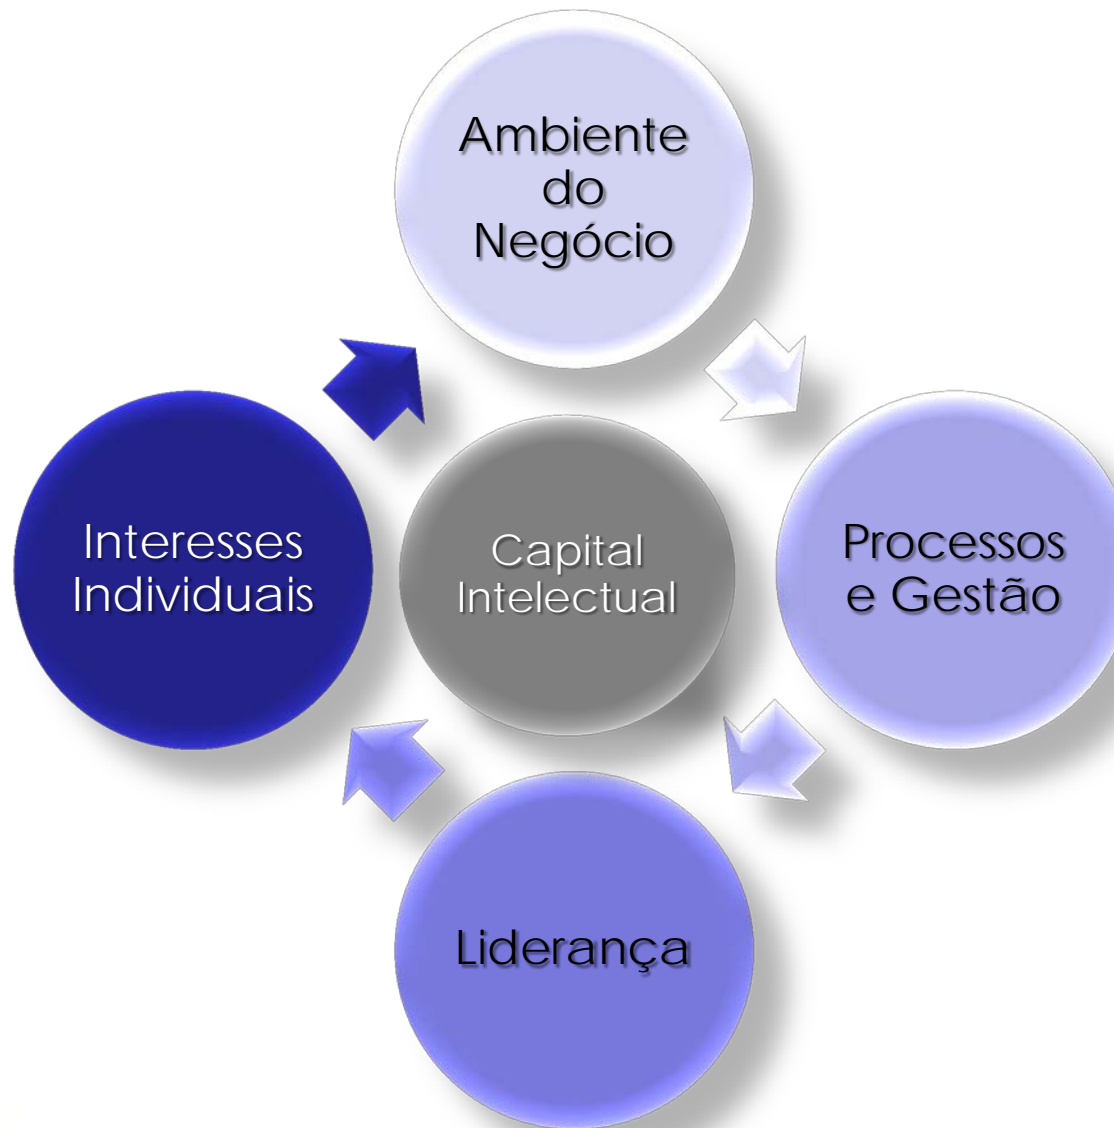 Ambiente
do
Negócio
Interesses
Individuais
Capital
Intelectual
Processos
e Gestão
Liderança